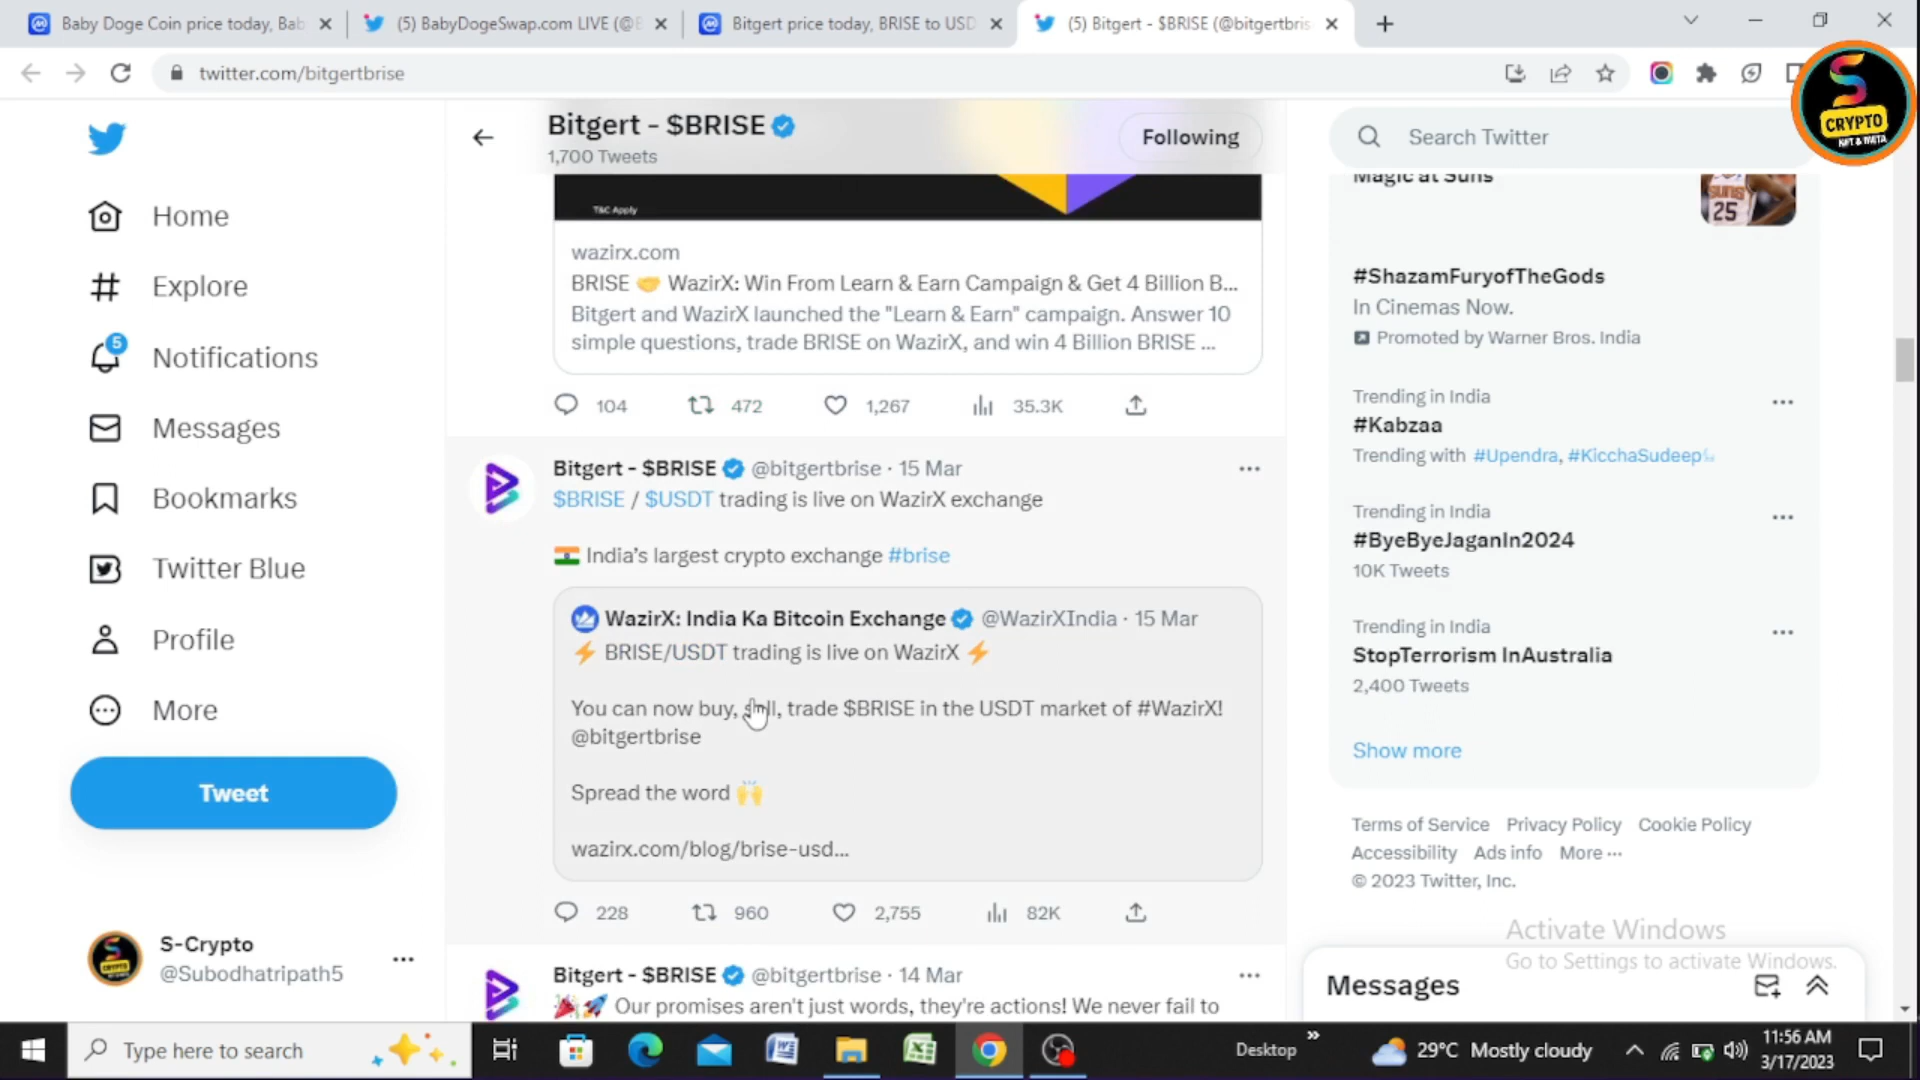 Baby Doge Coin price today, Bab
(5) BabyDogeSwap.com LIVE (@B
Bitgert price today, BRISE to USD
(5) Bitgert - $BRISE (@bitgertbris
twitter.com/bitgertbrise
CRYPTO
NFT & META
Bitgert - $BRISE
1,700 Tweets
Following
Search Twitter
Home
Explore
5
Notifications
Messages
Bookmarks
Twitter Blue
Profile
More
Tweet
S-Crypto
@Subodhatripath5
T&C Apply
wazirx.com
BRISE 🤝 WazirX: Win From Learn & Earn Campaign & Get 4 Billion B...
Bitgert and WazirX launched the "Learn & Earn" campaign. Answer 10
simple questions, trade BRISE on WazirX, and win 4 Billion BRISE ...
104 472 1,267 35.3K
Bitgert - $BRISE @bitgertbrise · 15 Mar
$BRISE / $USDT trading is live on WazirX exchange
🇮🇳 India's largest crypto exchange #brise
WazirX: India Ka Bitcoin Exchange @WazirXIndia · 15 Mar
⚡ BRISE/USDT trading is live on WazirX ⚡
You can now buy, sell, trade $BRISE in the USDT market of #WazirX!
@bitgertbrise
Spread the word 🙌
wazirx.com/blog/brise-usd...
228 960 2,755 82K
Bitgert - $BRISE @bitgertbrise · 14 Mar
🎉🚀 Our promises aren't just words, they're actions! We never fail to
Magic at Suns
SUNS
25
#ShazamFuryofTheGods
In Cinemas Now.
Promoted by Warner Bros. India
Trending in India
#Kabzaa
Trending with #Upendra, #KicchaSudeep
Trending in India
#ByeByeJaganIn2024
10K Tweets
Trending in India
StopTerrorism InAustralia
2,400 Tweets
Show more
Terms of Service Privacy Policy Cookie Policy
Accessibility Ads info More ···
© 2023 Twitter, Inc.
Activate Windows
Go to Settings to activate Windows.
Messages
Type here to search
Desktop
29°C Mostly cloudy
11:56 AM
3/17/2023